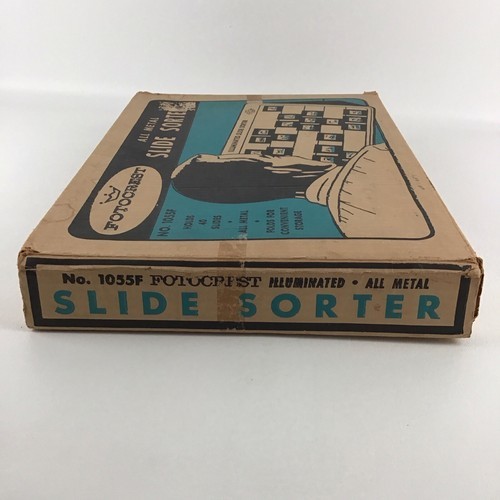 ALL METAL
SLIDE SORTER
FOTOCREST
NO. 1055F
HOLDS
SLIDES
ALL METAL
FOLDS FOR
CONVENIENT
STORAGE
No. 1055F FOTOCREST ILLUMINATED • ALL METAL
SLIDE SORTER